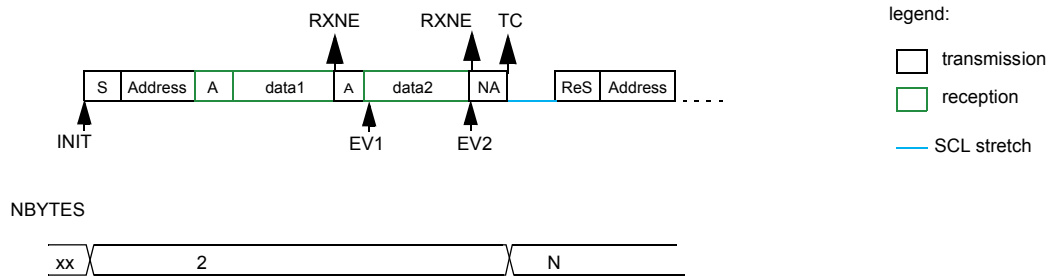 legend:
RXNE RXNE TC
transmission
S Address A data1 A data2 NA ReS Address
reception
INIT EV1 EV2
SCL stretch
NBYTES
xx 2 N